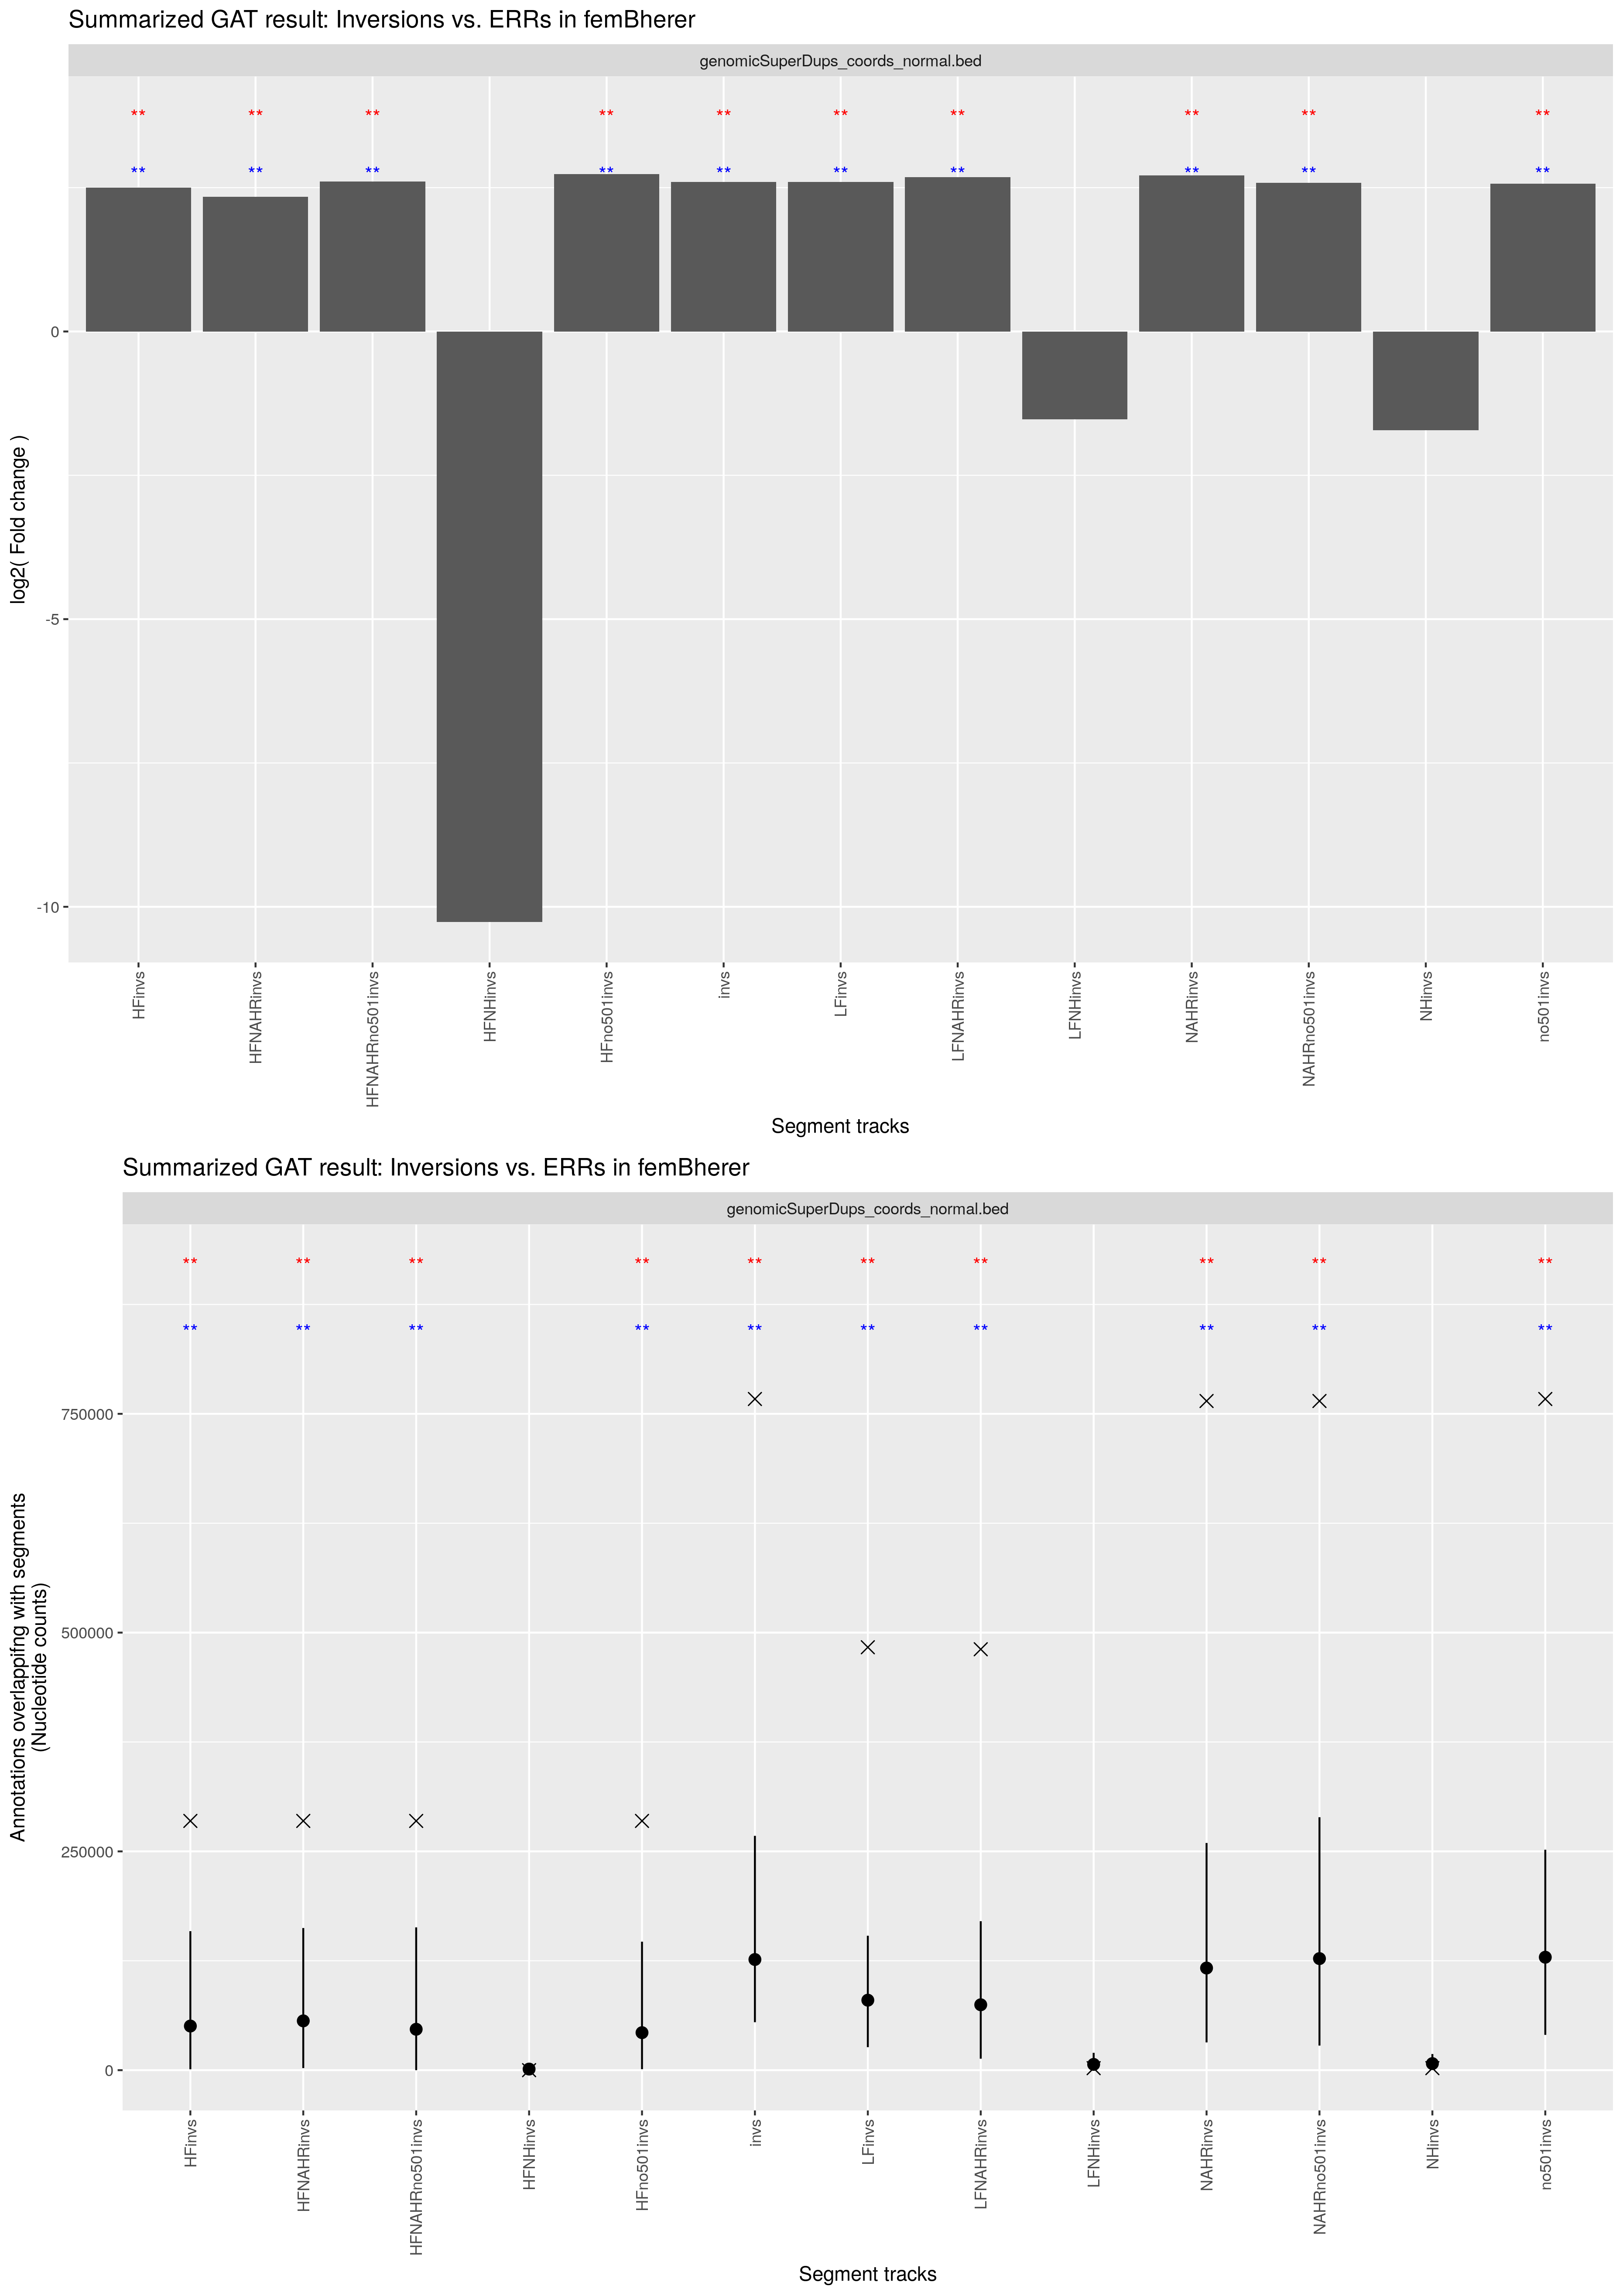 Summarized GAT result: Inversions vs. ERRs in femBherer
genomicSuperDups_coords_normal.bed
** ** ** ** ** ** ** ** ** **
** ** ** ** ** ** ** ** ** **
0
-5
-10
log2( Fold change )
HFinvs
HFNAHRinvs
HFNAHRno501invs
HFNHinvs
HFno501invs
invs
LFinvs
LFNAHRinvs
LFNHinvs
NAHRinvs
NAHRno501invs
NHinvs
no501invs
Segment tracks
Summarized GAT result: Inversions vs. ERRs in femBherer
genomicSuperDups_coords_normal.bed
** ** ** ** ** ** ** ** ** **
** ** ** ** ** ** ** ** ** **
750000
500000
250000
0
Annotations overlappifng with segments
(Nucleotide counts)
HFinvs
HFNAHRinvs
HFNAHRno501invs
HFNHinvs
HFno501invs
invs
LFinvs
LFNAHRinvs
LFNHinvs
NAHRinvs
NAHRno501invs
NHinvs
no501invs
Segment tracks